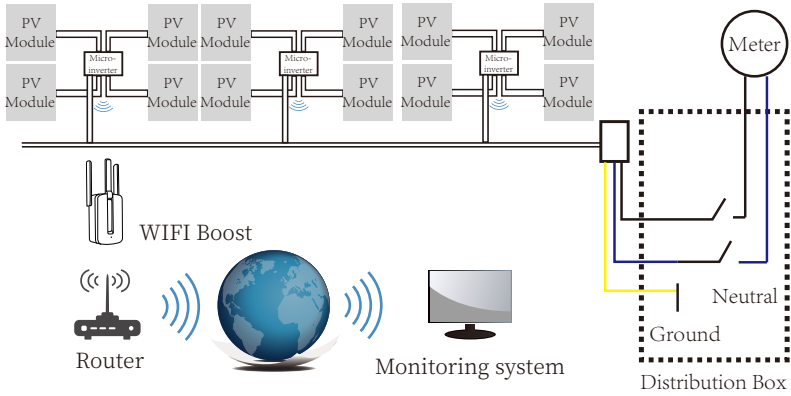 PV
Module
PV
Module
PV
Module
PV
Module
PV
Module
PV
Module
Micro-
inverter
Micro-
inverter
Micro-
inverter
PV
Module
PV
Module
PV
Module
PV
Module
PV
Module
PV
Module
Meter
WIFI Boost
Router
Monitoring system
Neutral
Ground
Distribution Box